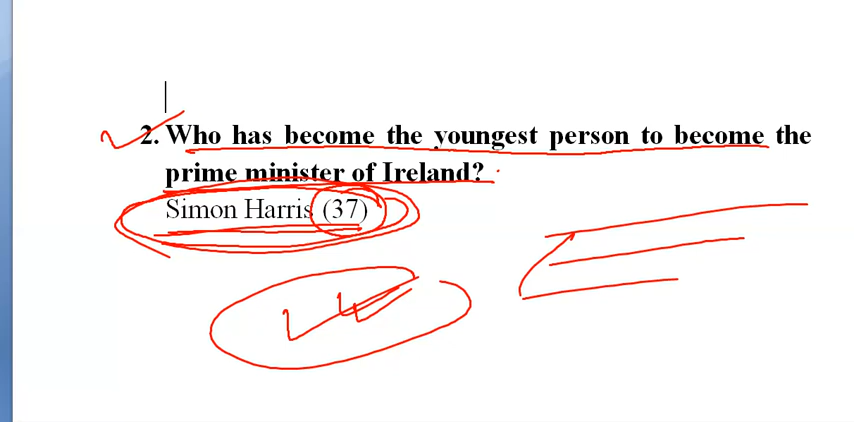 2. Who has become the youngest person to become the
prime minister of Ireland?
Simon Harris (37)